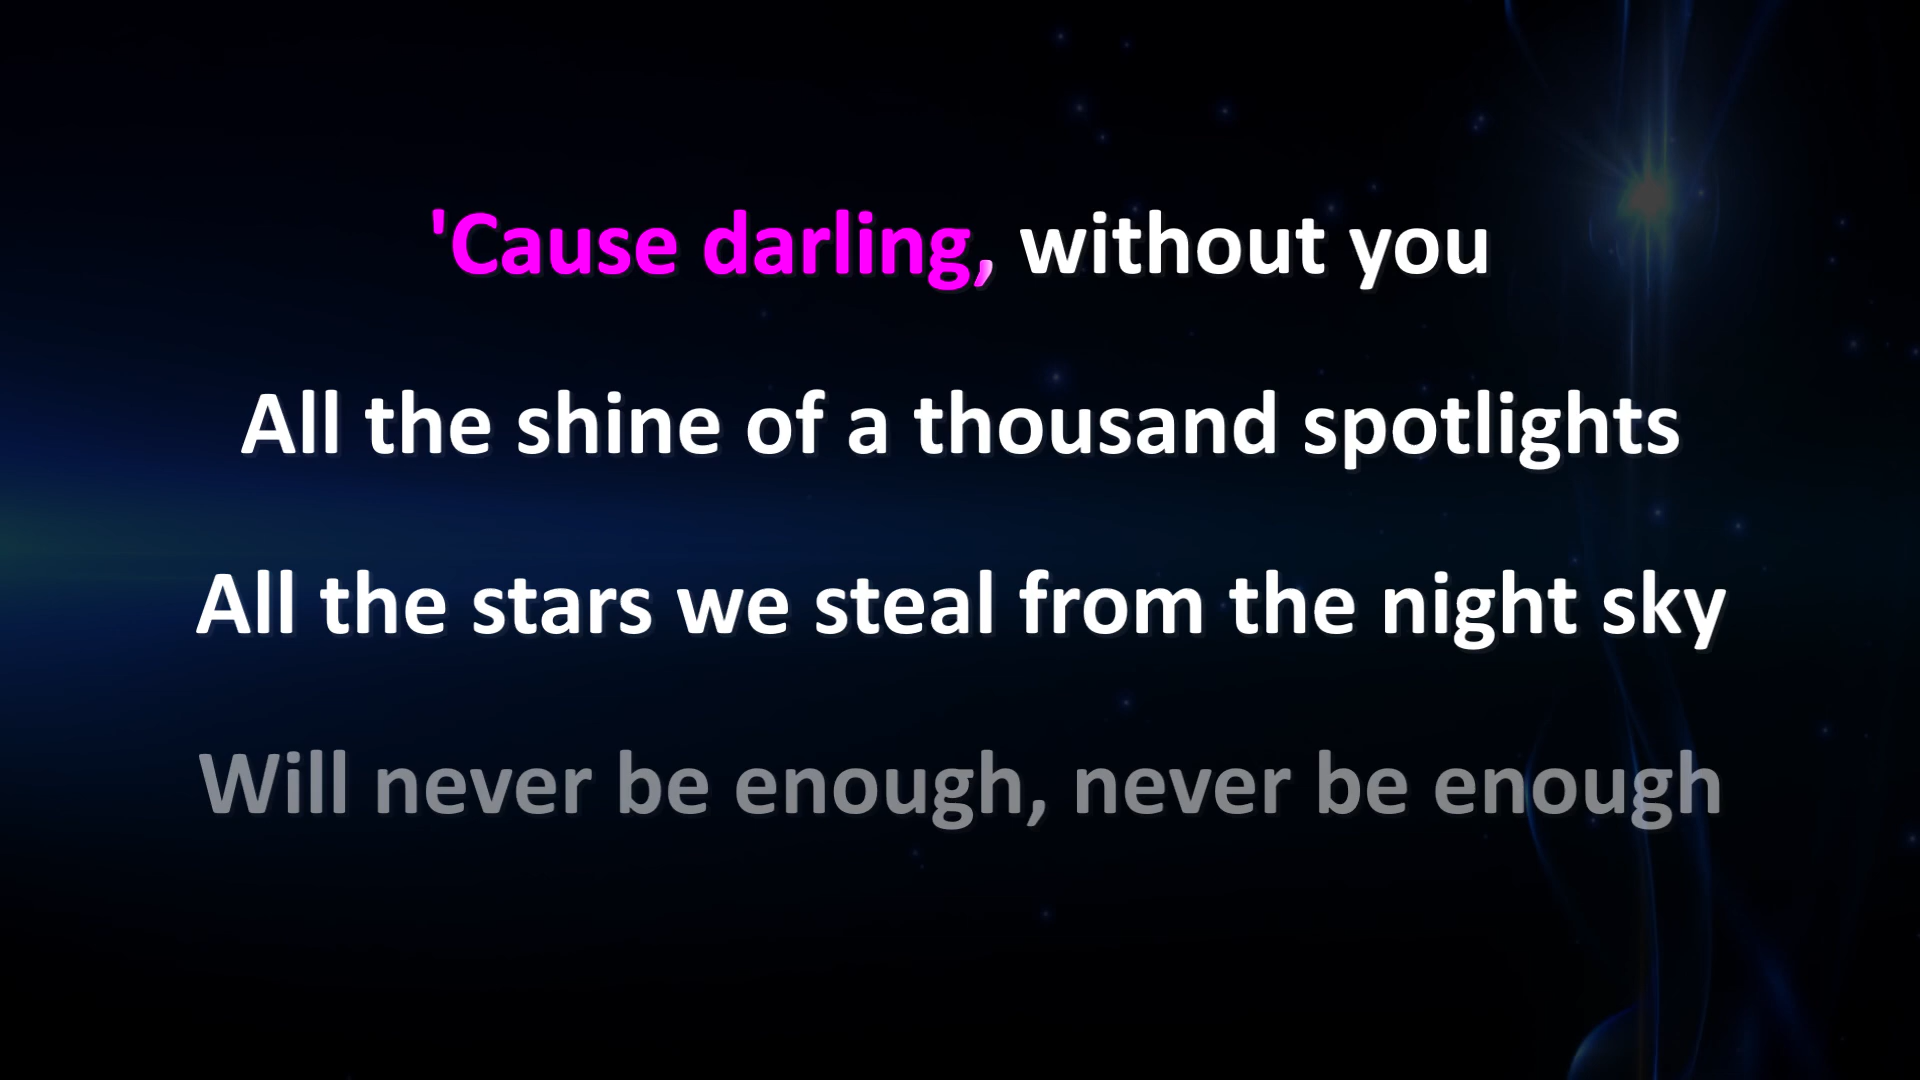 'Cause darling, without you
All the shine of a thousand spotlights
All the stars we steal from the night sky
Will never be enough, never be enough